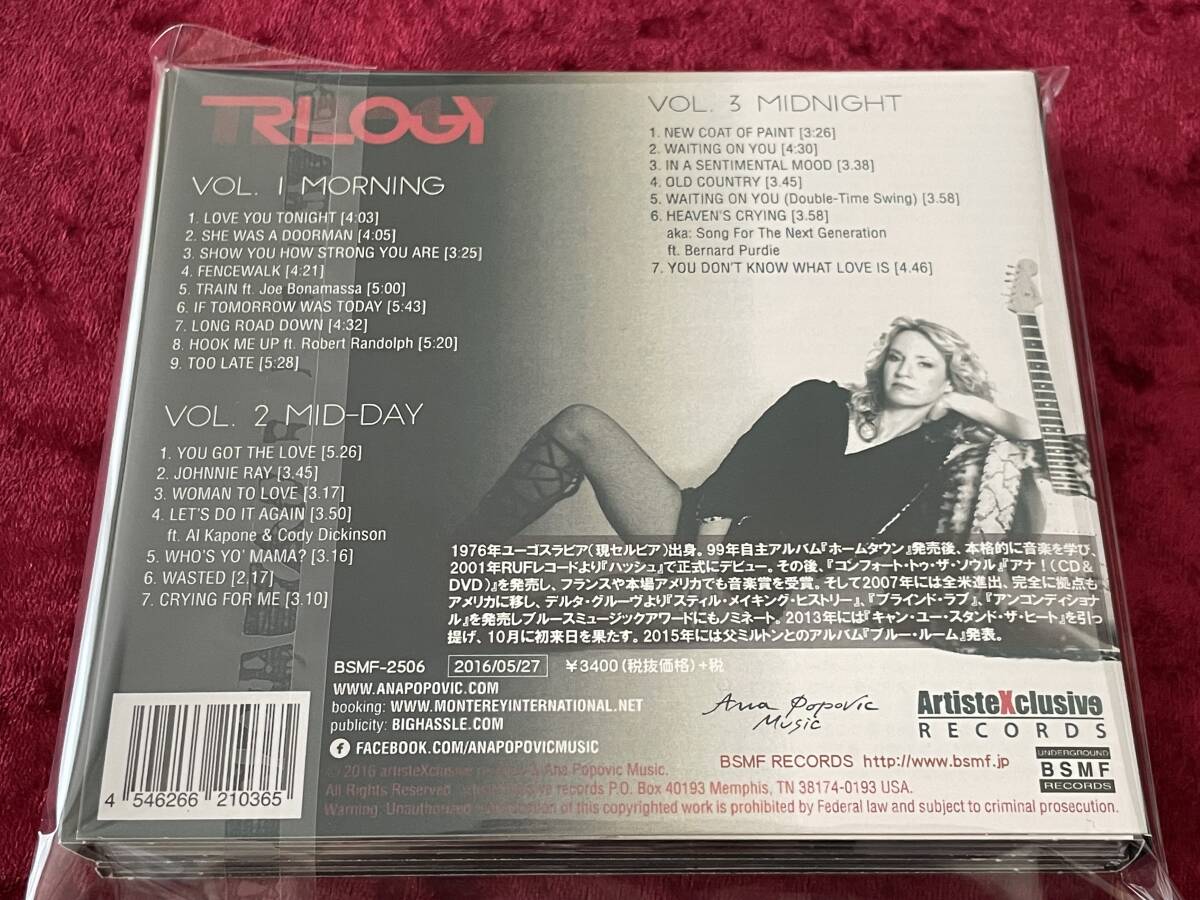 TRILOGY
VOL. 1 MORNING
1. LOVE YOU TONIGHT [4:03]
2. SHE WAS A DOORMAN [4:05]
3. SHOW YOU HOW STRONG YOU ARE [3:25]
4. FENCEWALK [4:21]
5. TRAIN ft. Joe Bonamassa [5:00]
6. IF TOMORROW WAS TODAY [5:43]
7. LONG ROAD DOWN [4:32]
8. HOOK ME UP ft. Robert Randolph [5:20]
9. TOO LATE [5:28]
VOL. 2 MID-DAY
1. YOU GOT THE LOVE [5.26]
2. JOHNNIE RAY [3.45]
3. WOMAN TO LOVE [3.17]
4. LET'S DO IT AGAIN [3.50]
ft. Al Kapone & Cody Dickinson
5. WHO'S YO' MAMA? [3.16]
6. WASTED [2.17]
7. CRYING FOR ME [3.10]
VOL. 3 MIDNIGHT
1. NEW COAT OF PAINT [3:26]
2. WAITING ON YOU [4:30]
3. IN A SENTIMENTAL MOOD [3.38]
4. OLD COUNTRY [3.45]
5. WAITING ON YOU (Double-Time Swing) [3.58]
6. HEAVEN'S CRYING [3.58]
aka: Song For The Next Generation
ft. Bernard Purdie
7. YOU DON'T KNOW WHAT LOVE IS [4.46]
1976年ユーゴスラビア(現セルビア)出身。99年自主アルバム『ホームタウン』発売後、本格的に音楽を学び、
2001年RUFレコードより『ハッシュ』で正式にデビュー。その後、『コンフォート・トゥ・ザ・ソウル』『アナ!(CD&
DVD)』を発売し、フランスや本場アメリカでも音楽賞を受賞。そして2007年には全米進出、完全に拠点も
アメリカに移し、デルタ・グルーヴより『スティル・メイキング・ヒストリー』、『ブラインド・ラブ』、『アンコンディショナ
ル』を発売しブルースミュージックアワードにもノミネート。2013年には『キャン・ユー・スタンド・ザ・ヒート』を引っ
提げ、10月に初来日を果たす。2015年には父ミルトンとのアルバム『ブルー・ルーム』発表。
BSMF-2506 2016/05/27 ¥3400(税抜価格)+税
WWW.ANAPOPOVIC.COM
booking: WWW.MONTEREYINTERNATIONAL.NET
publicity: BIGHASSLE.COM
f FACEBOOK.COM/ANAPOPOVICMUSIC
Ana Popovic
Music
ArtisteXclusive
RECORDS
BSMF RECORDS http://www.bsmf.jp
UNDERGROUND
BSMF
RECORDS
© 2016 artisteXclusive records & Ana Popovic Music.
All Rights Reserved. artisteXclusive records P.O. Box 40193 Memphis, TN 38174-0193 USA.
Warning: Unauthorized reproduction of this copyrighted work is prohibited by Federal law and subject to criminal prosecution.
4 546266 210365